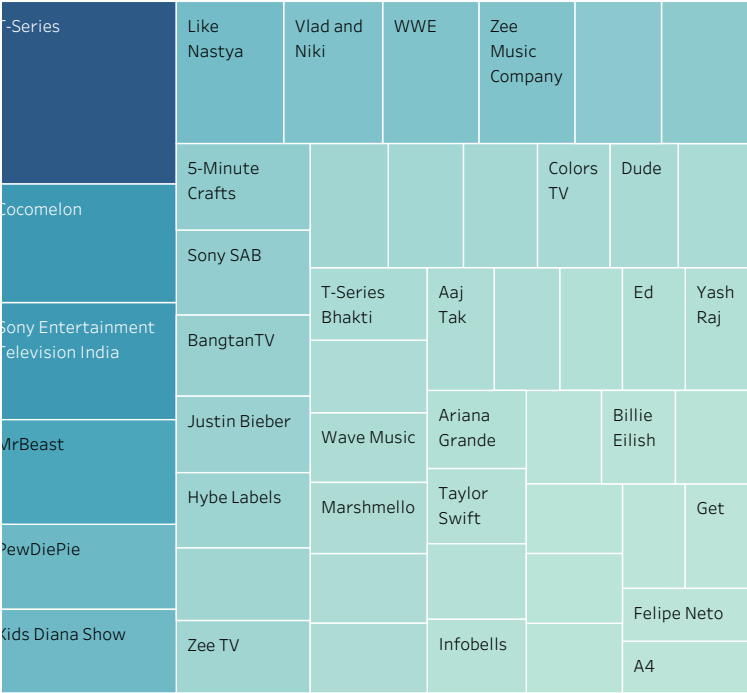 T-Series
Like
Nastya
Vlad and
Niki
WWE
Zee
Music
Company
5-Minute
Crafts
Colors
TV
Dude
Cocomelon
Sony SAB
T-Series
Bhakti
Aaj
Tak
Ed
Yash
Raj
Sony Entertainment
Television India
BangtanTV
Justin Bieber
Wave Music
Ariana
Grande
Billie
Eilish
MrBeast
Hybe Labels
Marshmello
Taylor
Swift
Get
PewDiePie
Kids Diana Show
Zee TV
Infobells
Felipe Neto
A4